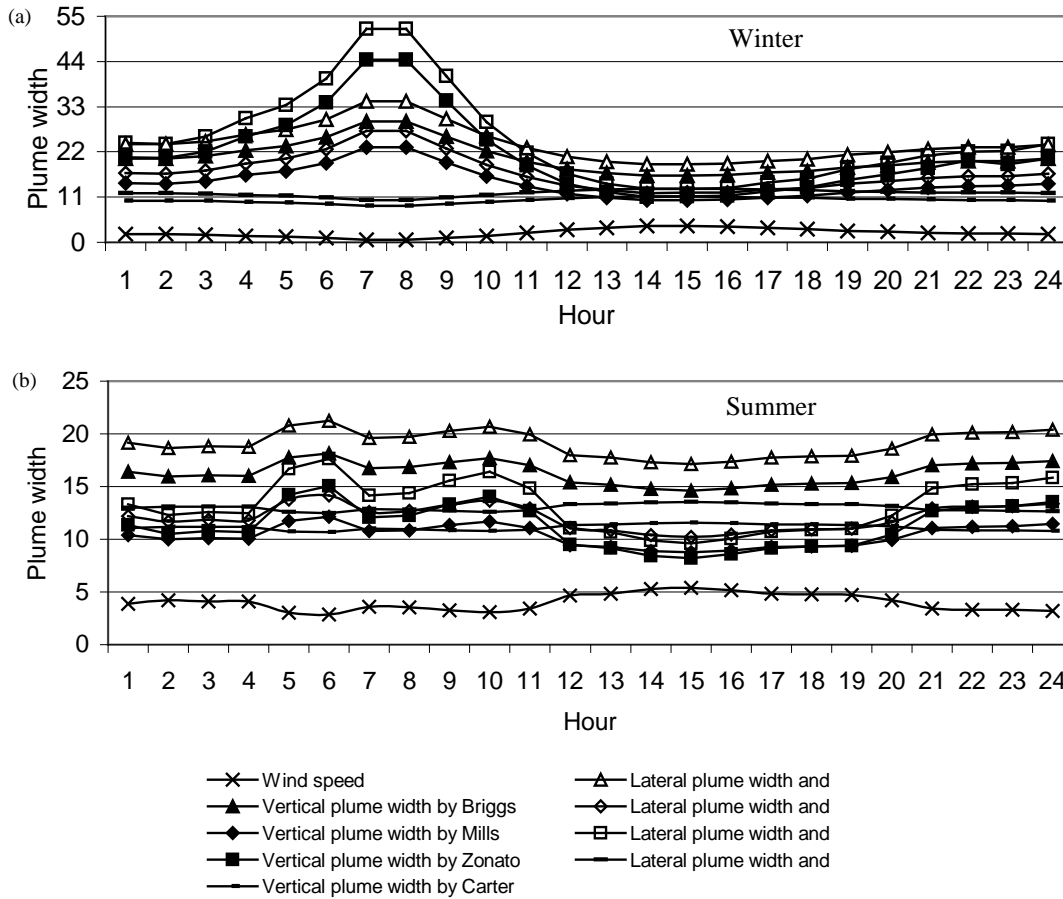 (a)
Winter
Plume width
55
44
33
22
11
0
1 2 3 4 5 6 7 8 9 10 11 12 13 14 15 16 17 18 19 20 21 22 23 24
Hour
(b)
Summer
Plume width
25
20
15
10
5
0
1 2 3 4 5 6 7 8 9 10 11 12 13 14 15 16 17 18 19 20 21 22 23 24
Hour
Wind speed
Lateral plume width and
Vertical plume width by Briggs
Lateral plume width and
Vertical plume width by Mills
Lateral plume width and
Vertical plume width by Zonato
Lateral plume width and
Vertical plume width by Carter